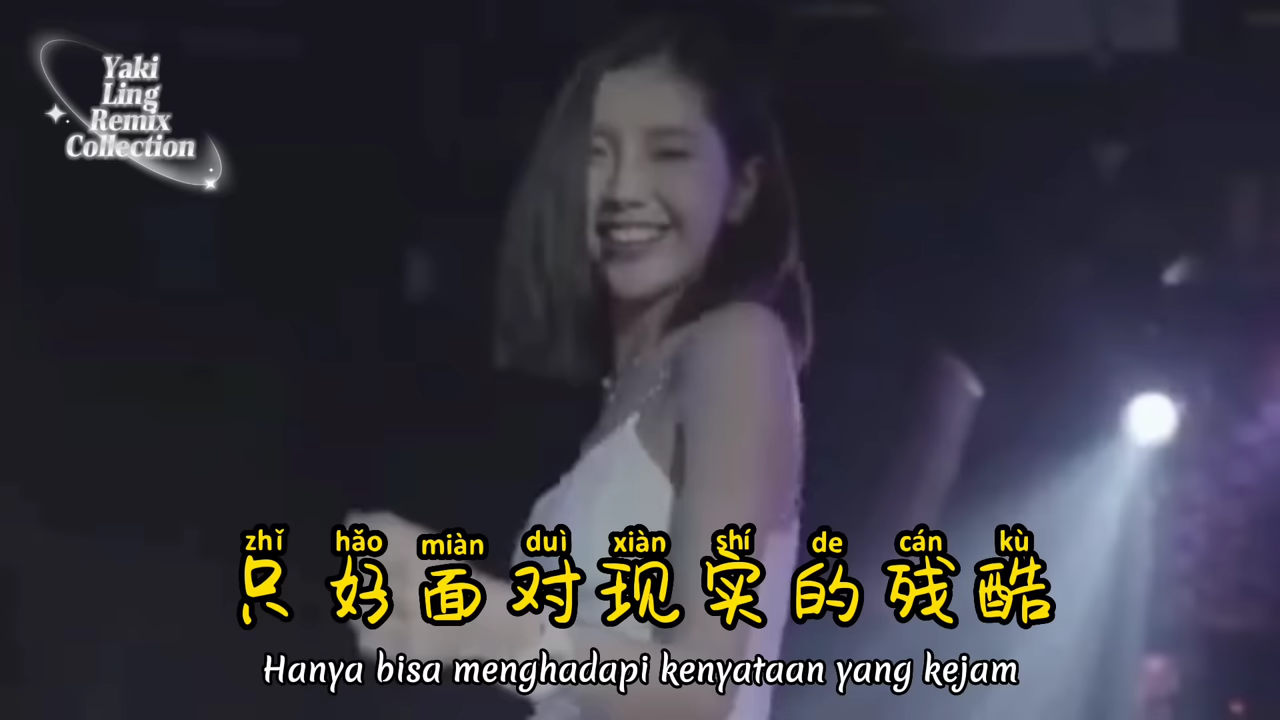 Yaki
Ling
Remix
Collection
zhǐ hǎo miàn duì xiàn shí de cán kù
只好面对现实的残酷
Hanya bisa menghadapi kenyataan yang kejam